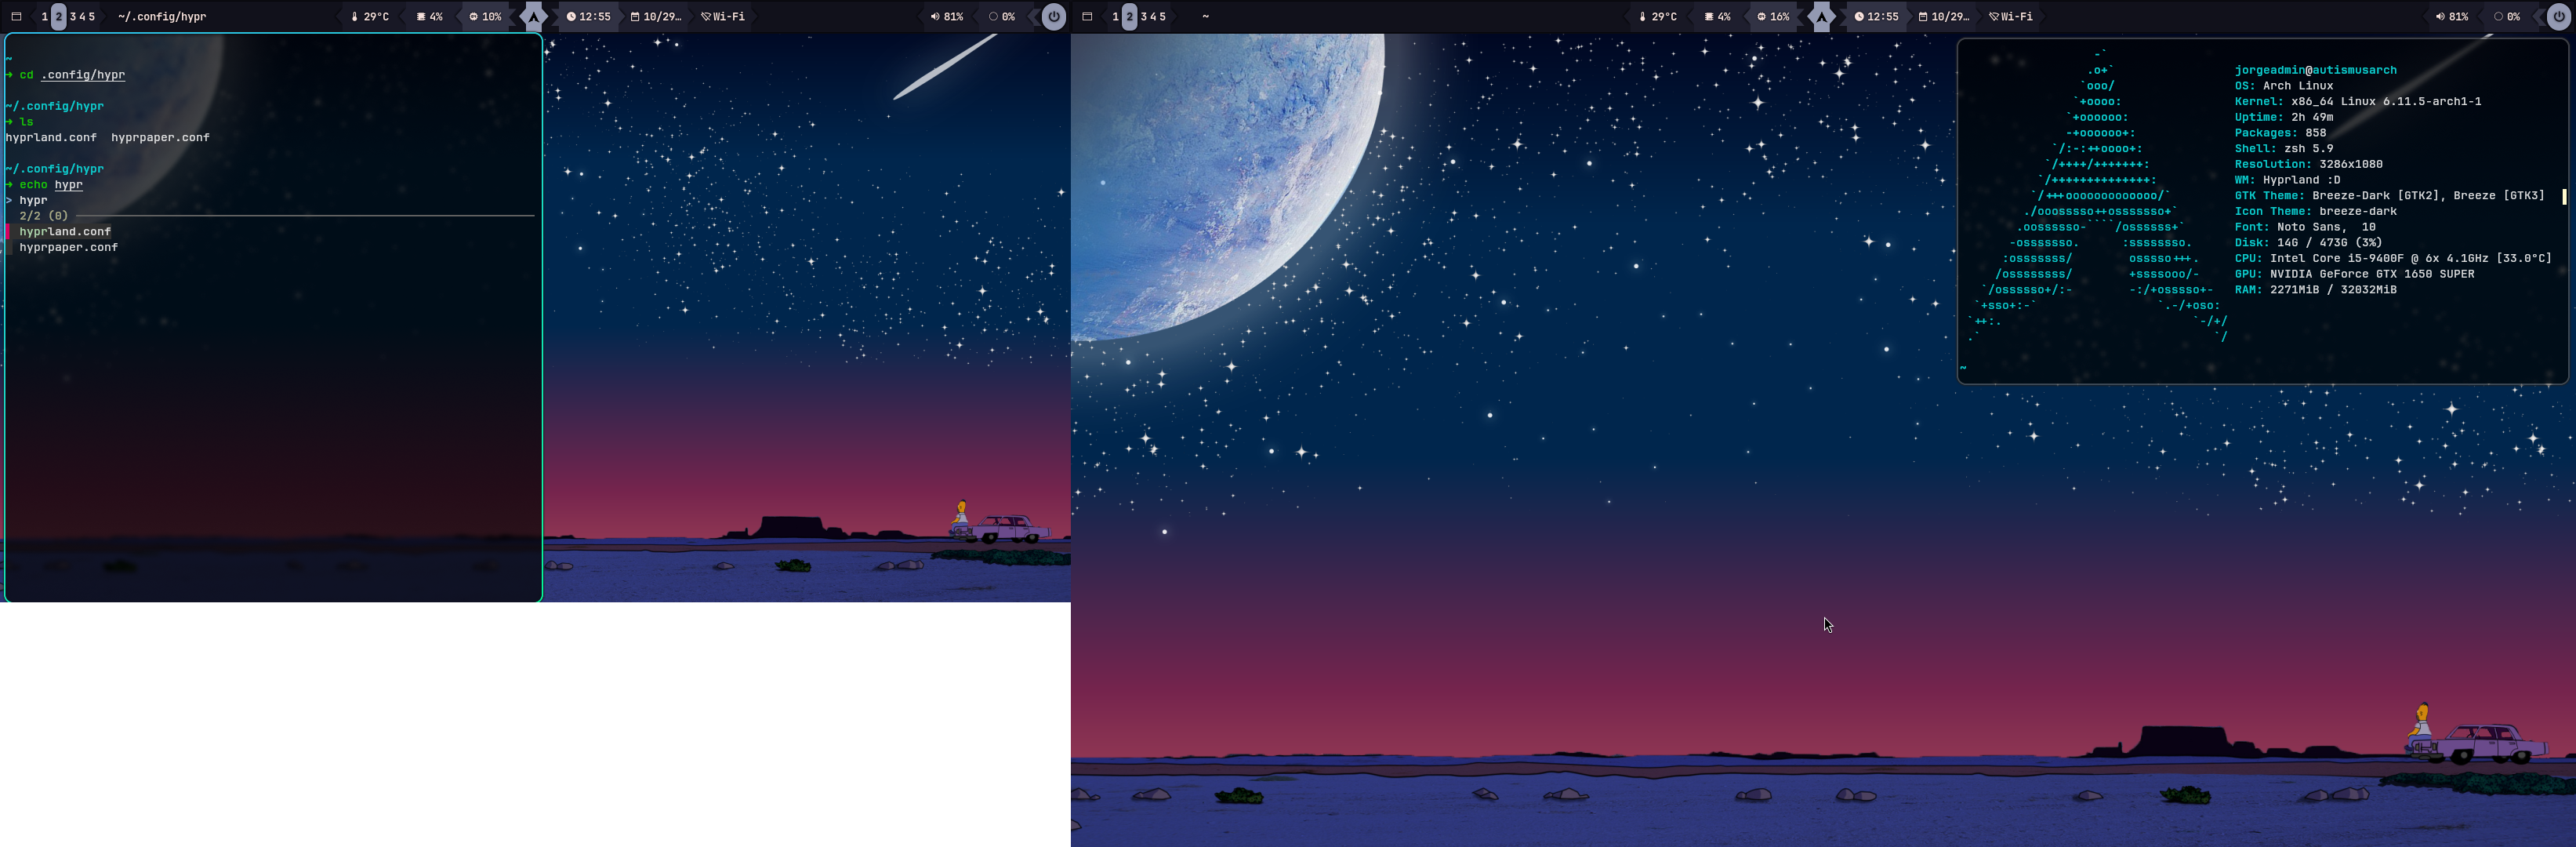 1 2 3 4 5 ~/.config/hypr 29°C 4% 10% 12:55 10/29… Wi-Fi 81% 0%
~
➜ cd .config/hypr
~/.config/hypr
➜ ls
hyprland.conf hyprpaper.conf
~/.config/hypr
➜ echo hypr
> hypr
2/2 (0)
hyprland.conf
hyprpaper.conf
1 2 3 4 5 ~ 29°C 4% 16% 12:55 10/29… Wi-Fi 81% 0%
jorgeadmin@autismusarch
OS: Arch Linux
Kernel: x86_64 Linux 6.11.5-arch1-1
Uptime: 2h 49m
Packages: 858
Shell: zsh 5.9
Resolution: 3286x1080
WM: Hyprland :D
GTK Theme: Breeze-Dark [GTK2], Breeze [GTK3]
Icon Theme: breeze-dark
Font: Noto Sans, 10
Disk: 14G / 473G (3%)
CPU: Intel Core i5-9400F @ 6x 4.1GHz [33.0°C]
GPU: NVIDIA GeForce GTX 1650 SUPER
RAM: 2271MiB / 32032MiB
~